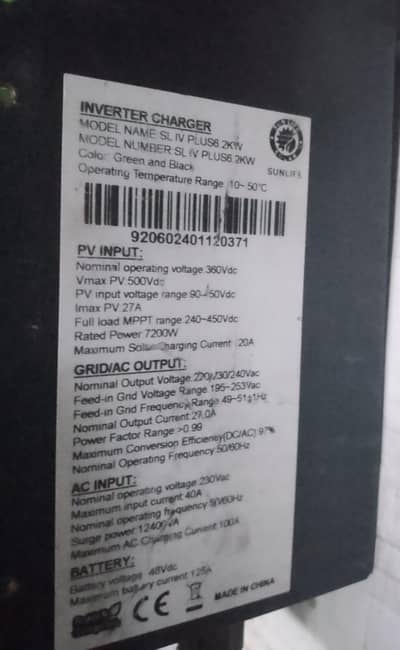 INVERTER CHARGER
MODEL NAME SL IV PLUS6.2KW
MODEL NUMBER SL IV PLUS6.2KW
Color: Green and Black
Operating Temperature Range 10~50°C
SUNLIFE
920602401120371
PV INPUT:
Nominal operating voltage:360Vdc
Vmax PV 500Vdc
PV input voltage range:90-450Vdc
Imax PV 27A
Full load MPPT range:240-450Vdc
Rated Power:7200W
Maximum Charging Current
GRID/AC OUTPUT:
Nominal Output Voltage:220/230/240Vac
Feed-in Grid Voltage Range:195-253Vac
Feed-in Grid Frequency Range:49~51±1Hz
Nominal Output Current:27.0A
Power Factor Range:>0.99
Maximum Conversion Efficiency(DC/AC) 97%
Nominal Operating Frequency:50/60Hz
AC INPUT:
Nominal operating voltage:230Vac
Maximum input current:40A
Nominal operating frequency:50/60Hz
Surge power:12400VA
Maximum AC Charging Current:100A
BATTERY:
Battery voltage :48Vdc
Maximum battery current:125A
CE
MADE IN CHINA